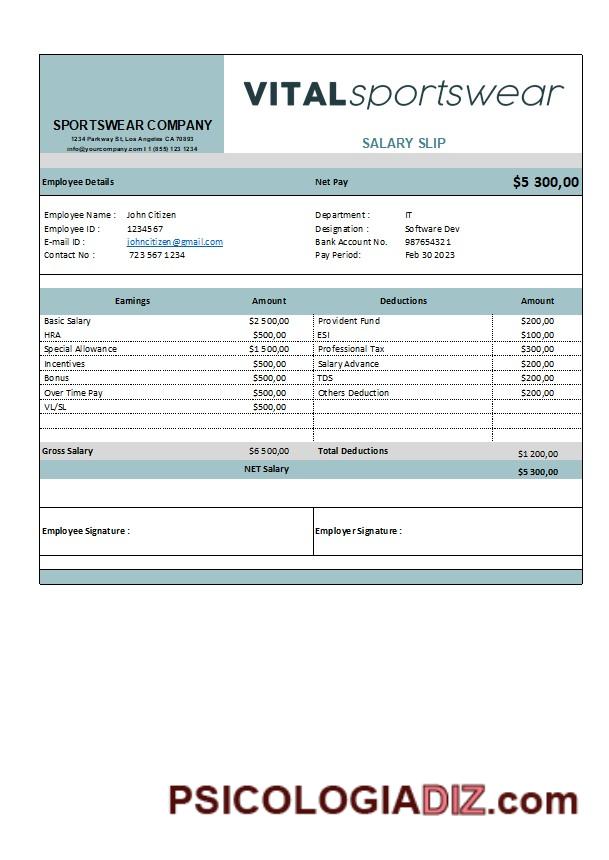 VITALsportswear
SPORTSWEAR COMPANY
1234 Parkway St, Los Angeles CA 70893
info@yourcompany.com I 1 (855) 123 1234
SALARY SLIP
Employee Details Net Pay $5 300,00
Employee Name : John Citizen Department : IT
Employee ID : 1234567 Designation : Software Dev
E-mail ID : johncitizen@gmail.com Bank Account No. 987654321
Contact No : 723 567 1234 Pay Period: Feb 30 2023
Earnings Amount Deductions Amount
Basic Salary $2 500,00 Provident Fund $200,00
HRA $500,00 ESI $100,00
Special Allowance $1 500,00 Professional Tax $300,00
Incentives $500,00 Salary Advance $200,00
Bonus $500,00 TDS $200,00
Over Time Pay $500,00 Others Deduction $200,00
VL/SL $500,00
Gross Salary $6 500,00 Total Deductions $1 200,00
NET Salary $5 300,00
Employee Signature : Employer Signature :
PSICOLOGIADIZ.com